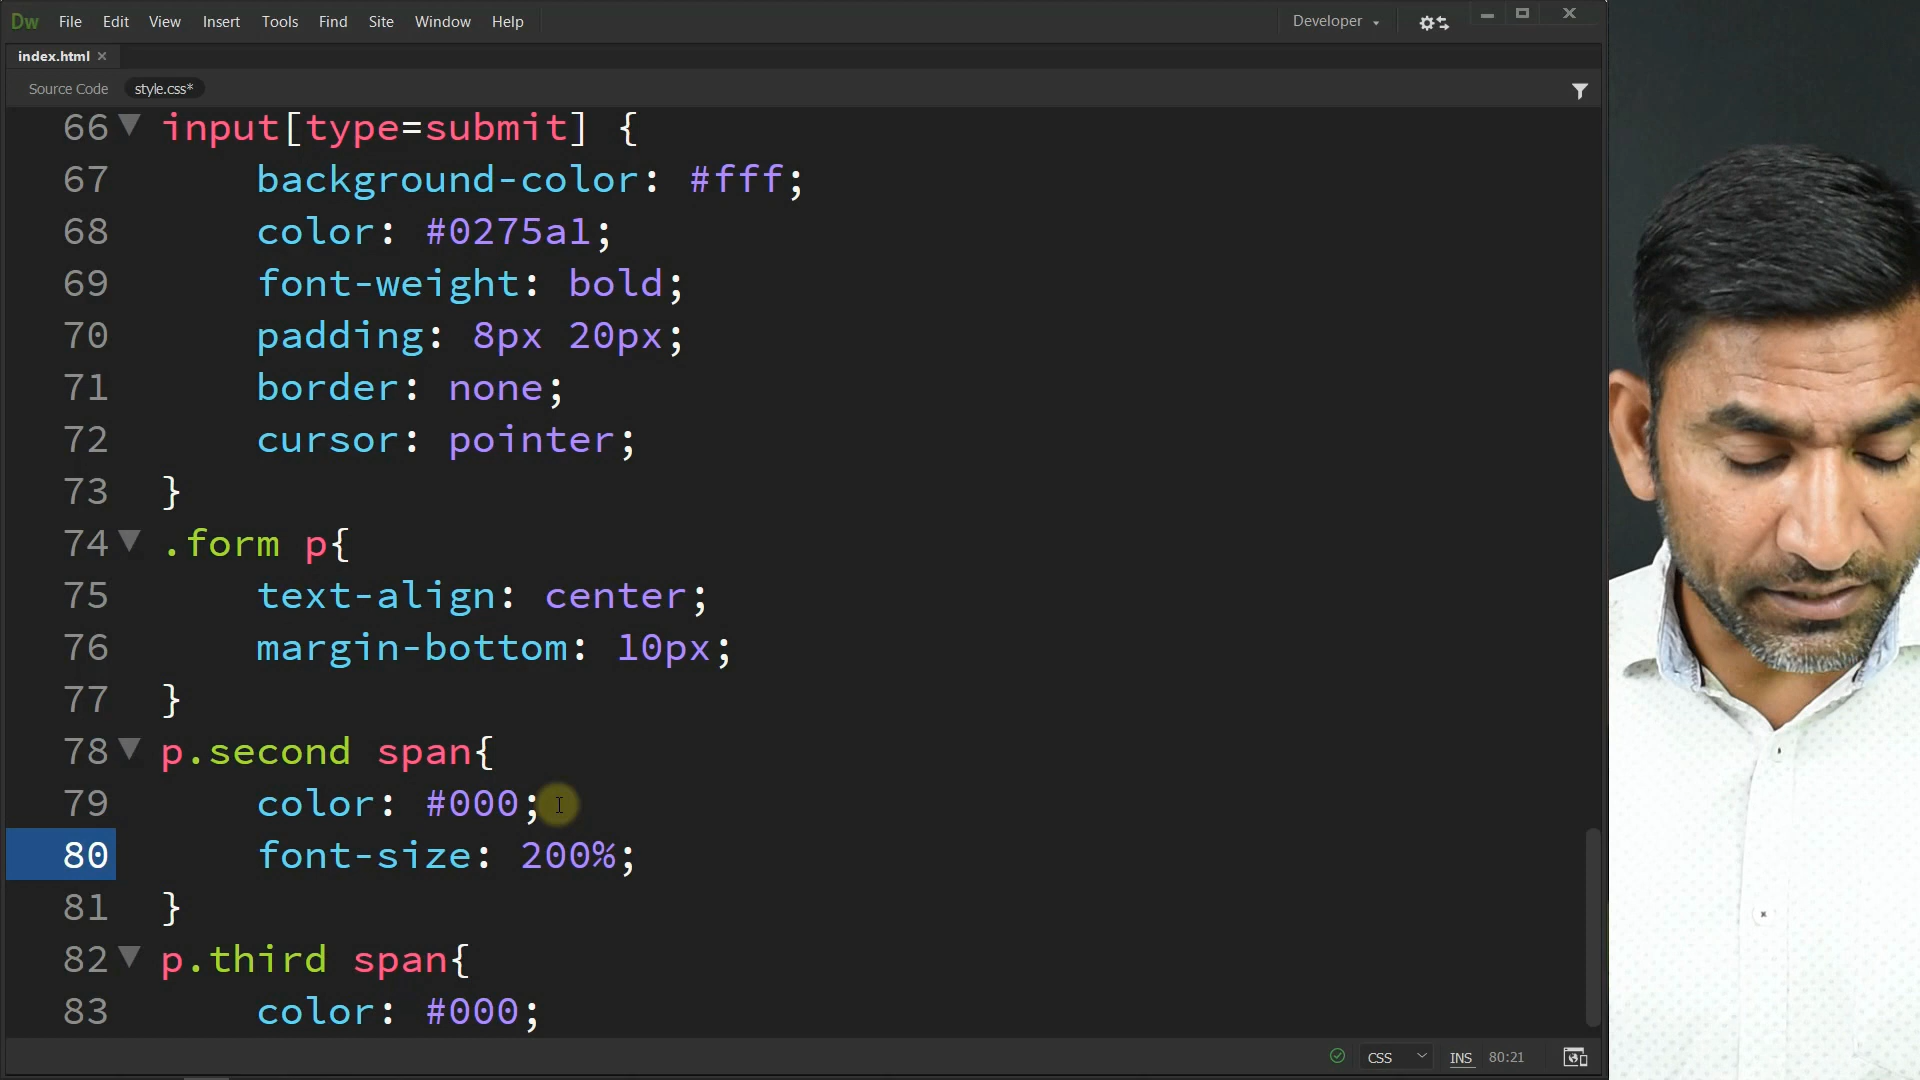 Dw File Edit View Insert Tools Find Site Window Help Developer
index.html
Source Code style.css*
66 input[type=submit] {
67 background-color: #fff;
68 color: #0275a1;
69 font-weight: bold;
70 padding: 8px 20px;
71 border: none;
72 cursor: pointer;
73 }
74 .form p{
75 text-align: center;
76 margin-bottom: 10px;
77 }
78 p.second span{
79 color: #000;
80 font-size: 200%;
81 }
82 p.third span{
83 color: #000;
CSS INS 80:21